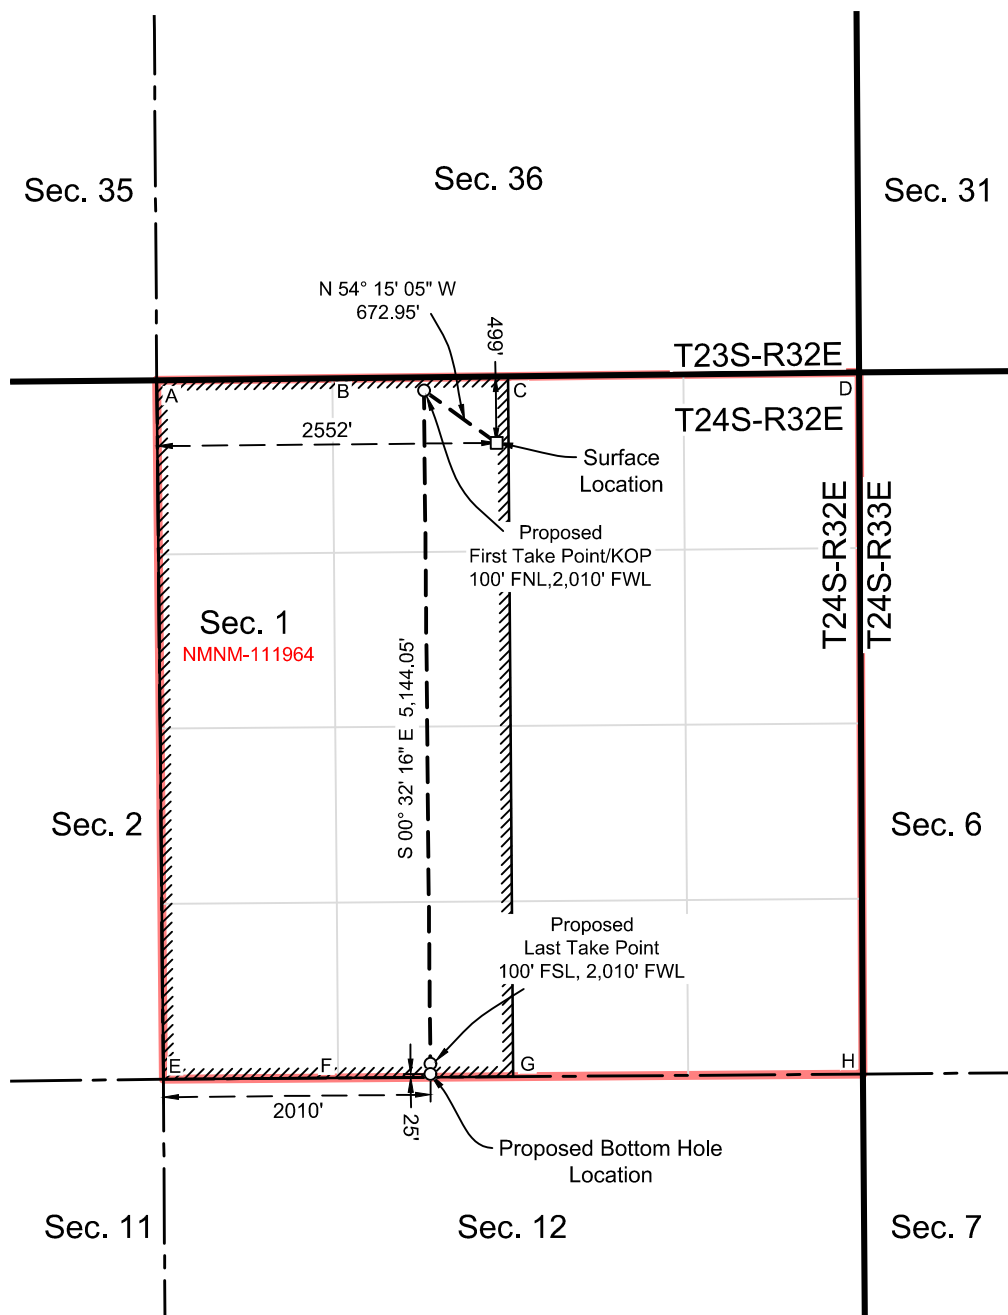 Sec. 35
Sec. 36
Sec. 31
N 54° 15' 05" W
672.95'
499'
T23S-R32E
A
B
C
D
T24S-R32E
2552'
Surface
Location
T24S-R32E
T24S-R33E
Proposed
First Take Point/KOP
100' FNL,2,010' FWL
Sec. 1
NMNM-111964
S 00° 32' 16" E  5,144.05'
Sec. 2
Sec. 6
Proposed
Last Take Point
100' FSL, 2,010' FWL
E
F
G
H
2010'
25'
Proposed Bottom Hole
Location
Sec. 11
Sec. 12
Sec. 7